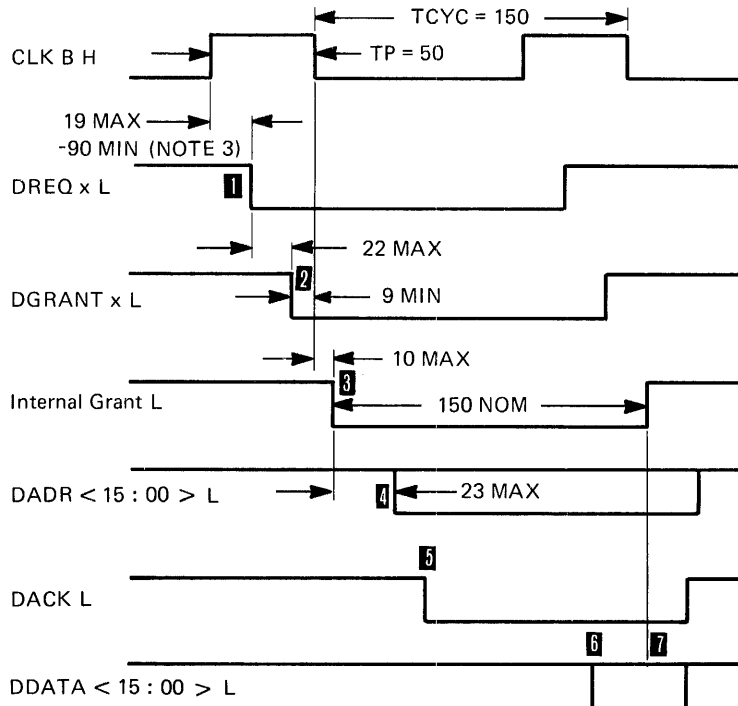 TCYC = 150
CLK B H
TP = 50
19 MAX
-90 MIN (NOTE 3)
DREQ x L
1
22 MAX
DGRANT x L
2
9 MIN
10 MAX
3
Internal Grant L
150 NOM
DADR < 15 : 00 > L
4
23 MAX
5
DACK L
6
7
DDATA < 15 : 00 > L